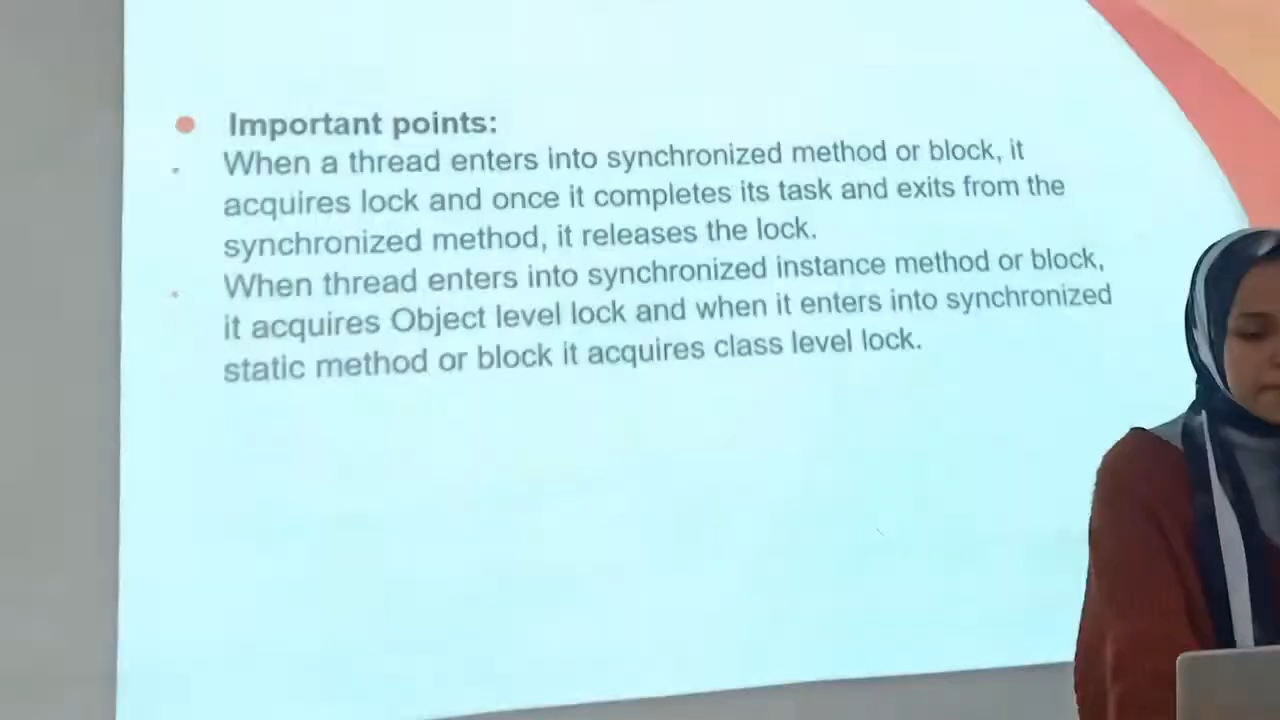 Important points:
When a thread enters into synchronized method or block, it
acquires lock and once it completes its task and exits from the
synchronized method, it releases the lock.
When thread enters into synchronized instance method or block,
it acquires Object level lock and when it enters into synchronized
static method or block it acquires class level lock.